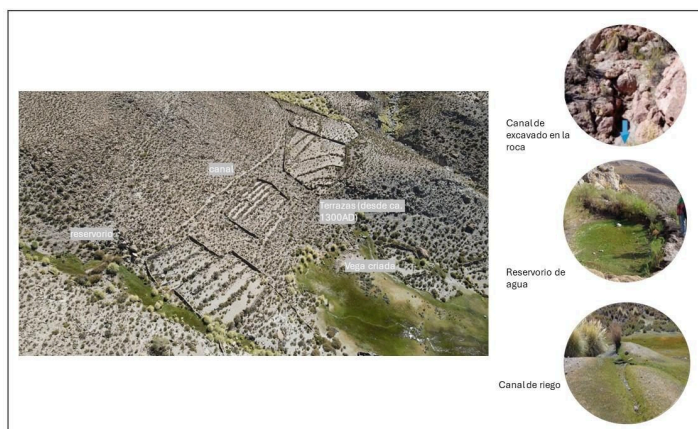 canal
Terrazas (desde ca.
1300AD)
reservorio
Vega criada
Canal de
excavado en la
roca
Reservorio de
agua
Canal de riego